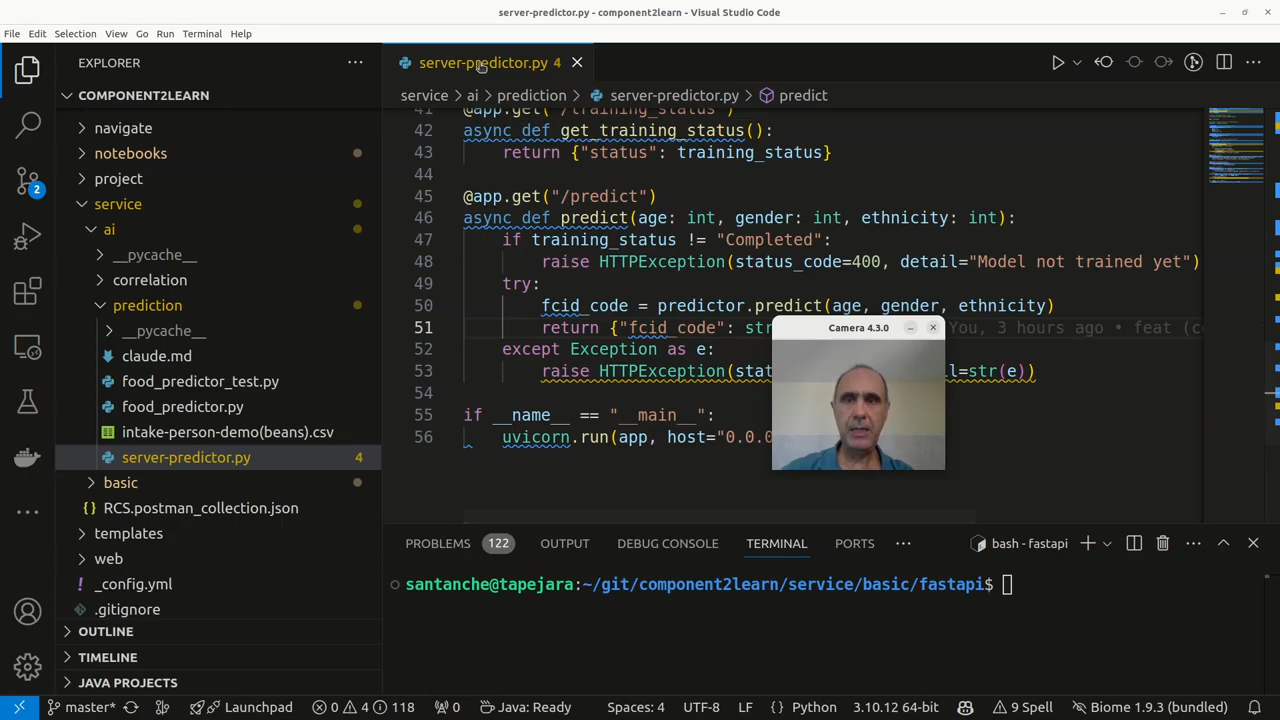 server-predictor.py - component2learn - Visual Studio Code
File Edit Selection View Go Run Terminal Help
EXPLORER
COMPONENT2LEARN
navigate
notebooks
project
service
ai
__pycache__
correlation
prediction
__pycache__
claude.md
food_predictor_test.py
food_predictor.py
intake-person-demo(beans).csv
server-predictor.py 4
basic
RCS.postman_collection.json
templates
web
_config.yml
.gitignore
OUTLINE
TIMELINE
JAVA PROJECTS
2
server-predictor.py 4
service > ai > prediction > server-predictor.py > predict
41 @app.get("/training_status")
42 async def get_training_status():
43 return {"status": training_status}
44
45 @app.get("/predict")
46 async def predict(age: int, gender: int, ethnicity: int):
47 if training_status != "Completed":
48 raise HTTPException(status_code=400, detail="Model not trained yet")
49 try:
50 fcid_code = predictor.predict(age, gender, ethnicity)
51 return {"fcid_code": str You, 3 hours ago • feat (c
52 except Exception as e:
53 raise HTTPException(stat l=str(e))
54
55 if __name__ == "__main__":
56 uvicorn.run(app, host="0.0.0
Camera 4.3.0
PROBLEMS 122 OUTPUT DEBUG CONSOLE TERMINAL PORTS bash - fastapi
santanche@tapejara:~/git/component2learn/service/basic/fastapi$
master* Launchpad 0 4 118 0 Java: Ready Spaces: 4 UTF-8 LF {} Python 3.10.12 64-bit 9 Spell Biome 1.9.3 (bundled)